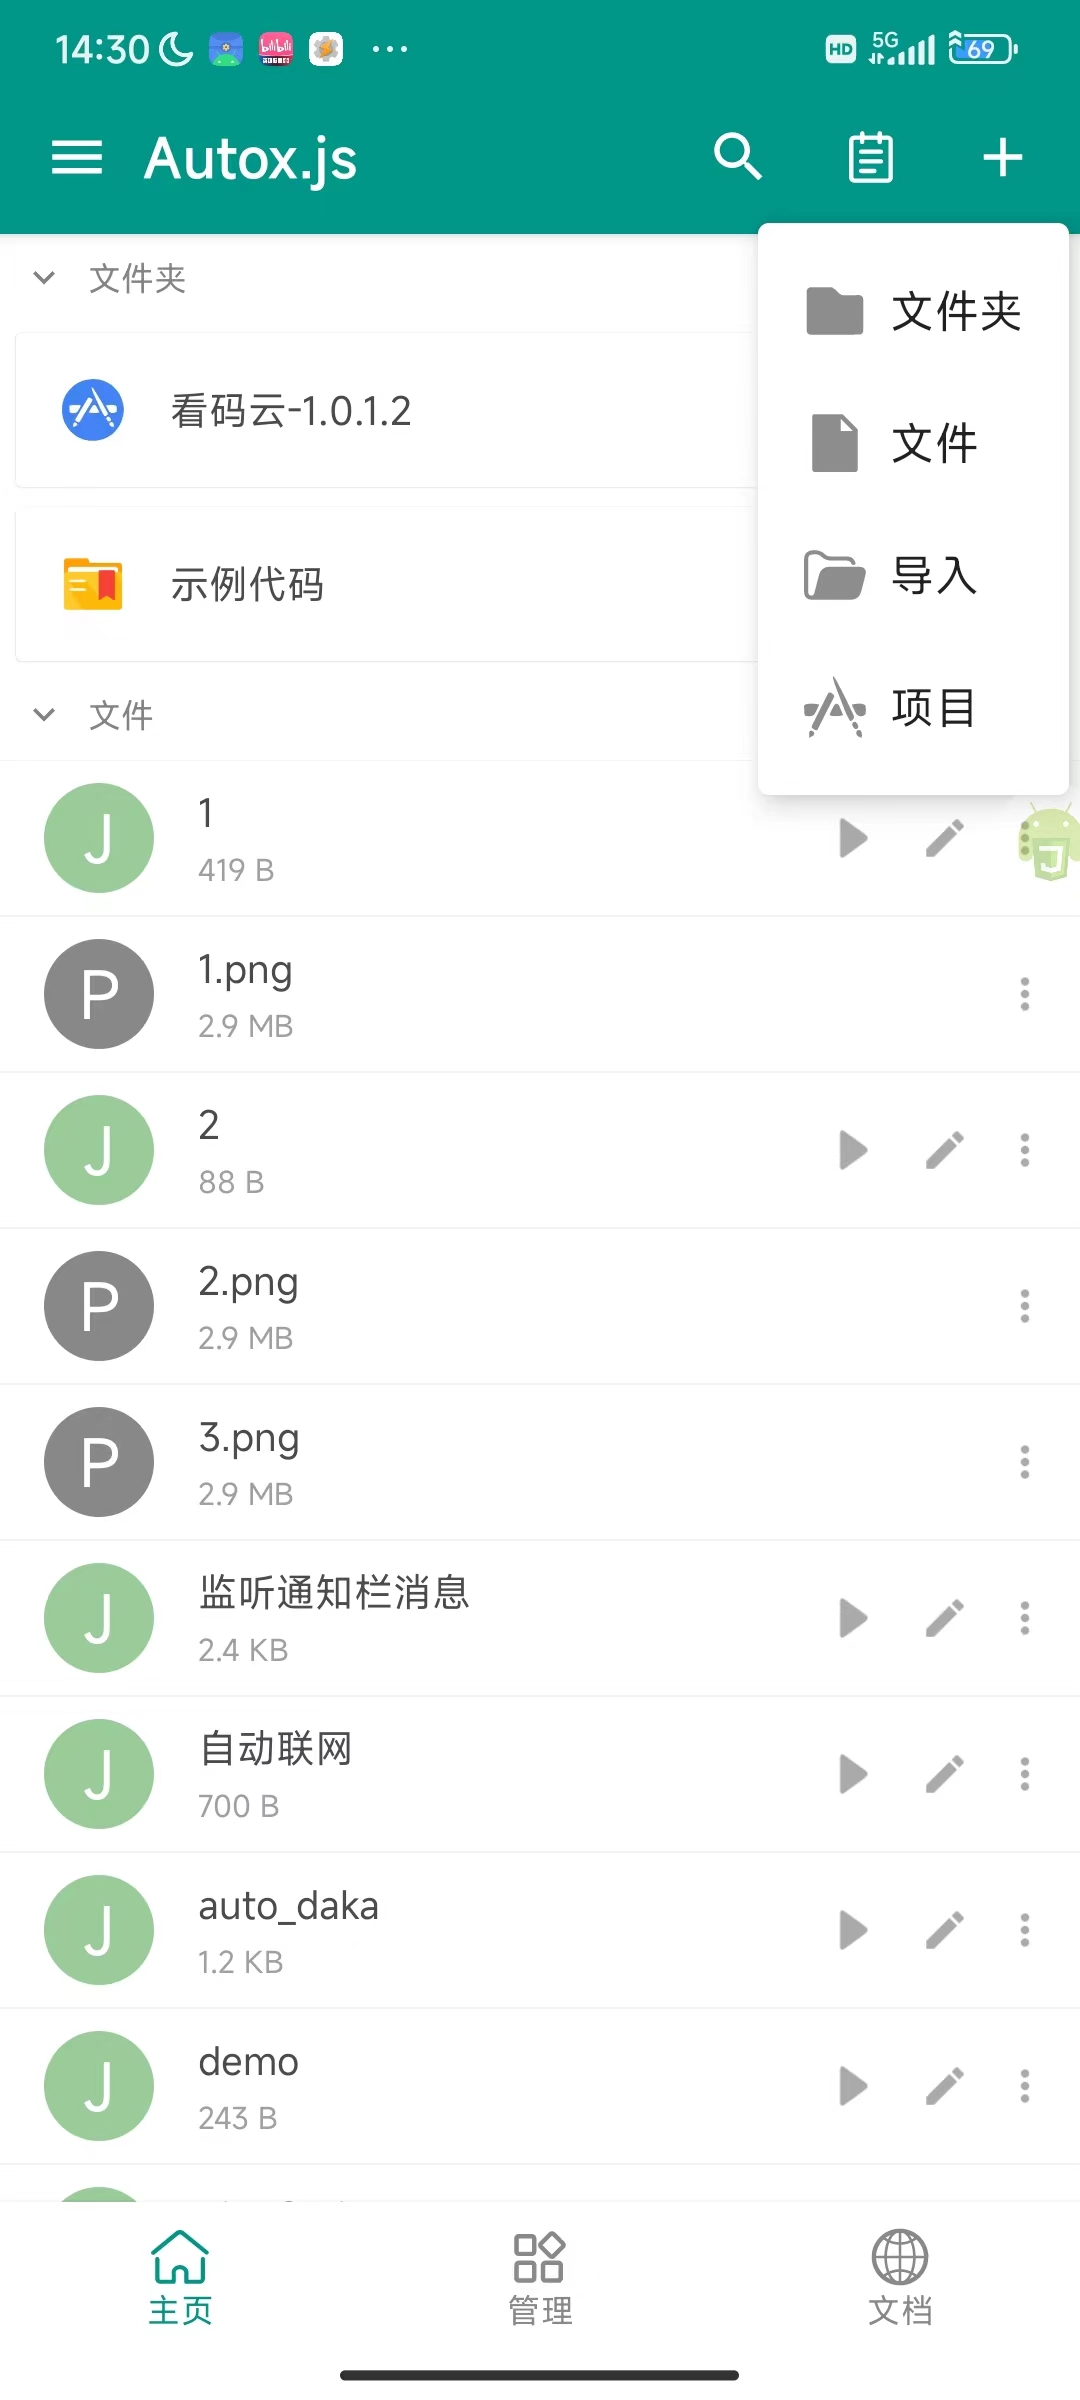 14:30
HD 5G 69
Autox.js
文件夹
看码云-1.0.1.2
示例代码
文件
文件夹
文件
导入
项目
J
1
419 B
P
1.png
2.9 MB
J
2
88 B
P
2.png
2.9 MB
P
3.png
2.9 MB
J
监听通知栏消息
2.4 KB
J
自动联网
700 B
J
auto_daka
1.2 KB
J
demo
243 B
主页
管理
文档